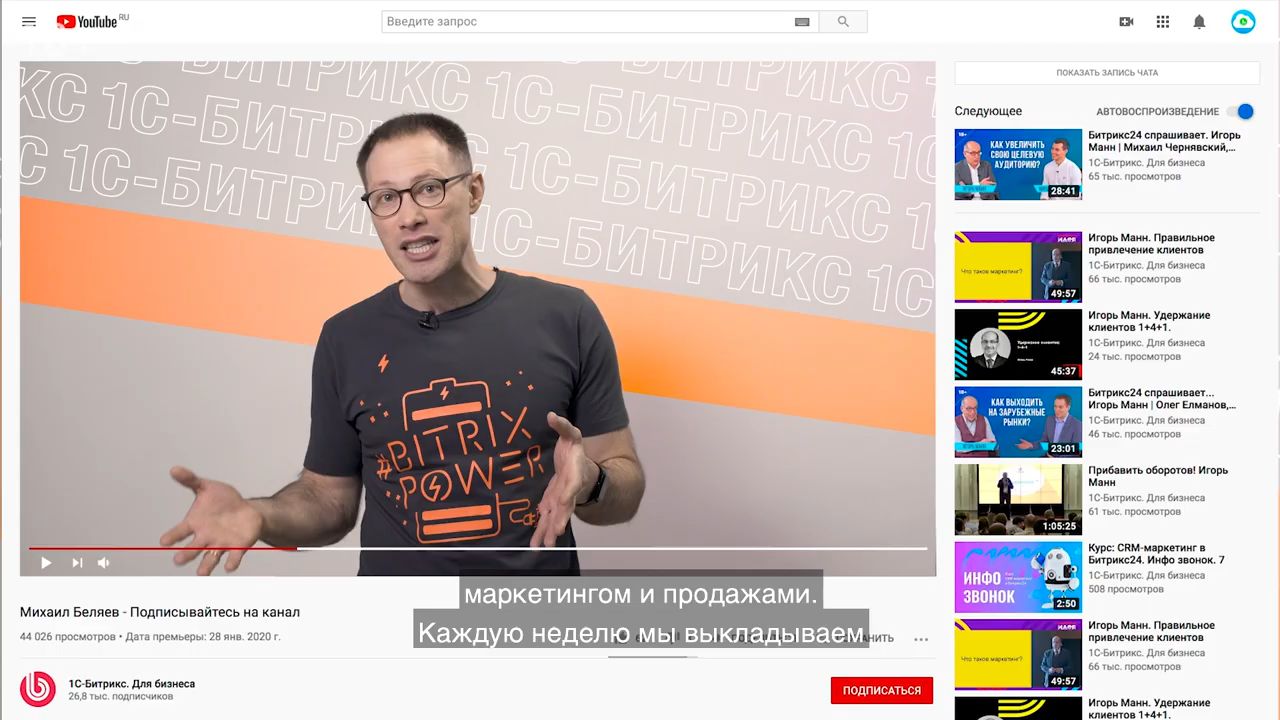 YouTube RU
Введите запрос
1С-БИТРИКС 1С-БИТРИКС
1С-БИТРИКС 1С-БИТРИКС
1С-БИТРИКС 1С-БИТРИКС
#BITRIX
POWER
маркетингом и продажами.
Каждую неделю мы выкладываем
Михаил Беляев - Подписывайтесь на канал
44 026 просмотров • Дата премьеры: 28 янв. 2020 г.
1С-Битрикс. Для бизнеса
26,8 тыс. подписчиков
ПОДПИСАТЬСЯ
ПОКАЗАТЬ ЗАПИСЬ ЧАТА
Следующее
АВТОВОСПРОИЗВЕДЕНИЕ
КАК УВЕЛИЧИТЬ
СВОЮ ЦЕЛЕВУЮ
АУДИТОРИЮ?
28:41
Битрикс24 спрашивает. Игорь
Манн | Михаил Чернявский,...
1С-Битрикс. Для бизнеса
65 тыс. просмотров
Что такое маркетинг?
49:57
Игорь Манн. Правильное
привлечение клиентов
1С-Битрикс. Для бизнеса
66 тыс. просмотров
Удержание клиентов
45:37
Игорь Манн. Удержание
клиентов 1+4+1.
1С-Битрикс. Для бизнеса
24 тыс. просмотров
КАК ВЫХОДИТЬ
НА ЗАРУБЕЖНЫЕ
РЫНКИ?
23:01
Битрикс24 спрашивает...
Игорь Манн | Олег Елманов,...
1С-Битрикс. Для бизнеса
46 тыс. просмотров
1:05:25
Прибавить оборотов! Игорь
Манн
1С-Битрикс. Для бизнеса
61 тыс. просмотров
ИНФО
ЗВОНОК
2:50
Курс: CRM-маркетинг в
Битрикс24. Инфо звонок. 7
1С-Битрикс. Для бизнеса
508 просмотров
Что такое маркетинг?
49:57
Игорь Манн. Правильное
привлечение клиентов
1С-Битрикс. Для бизнеса
66 тыс. просмотров
Игорь Манн. Удержание
клиентов 1+4+1.